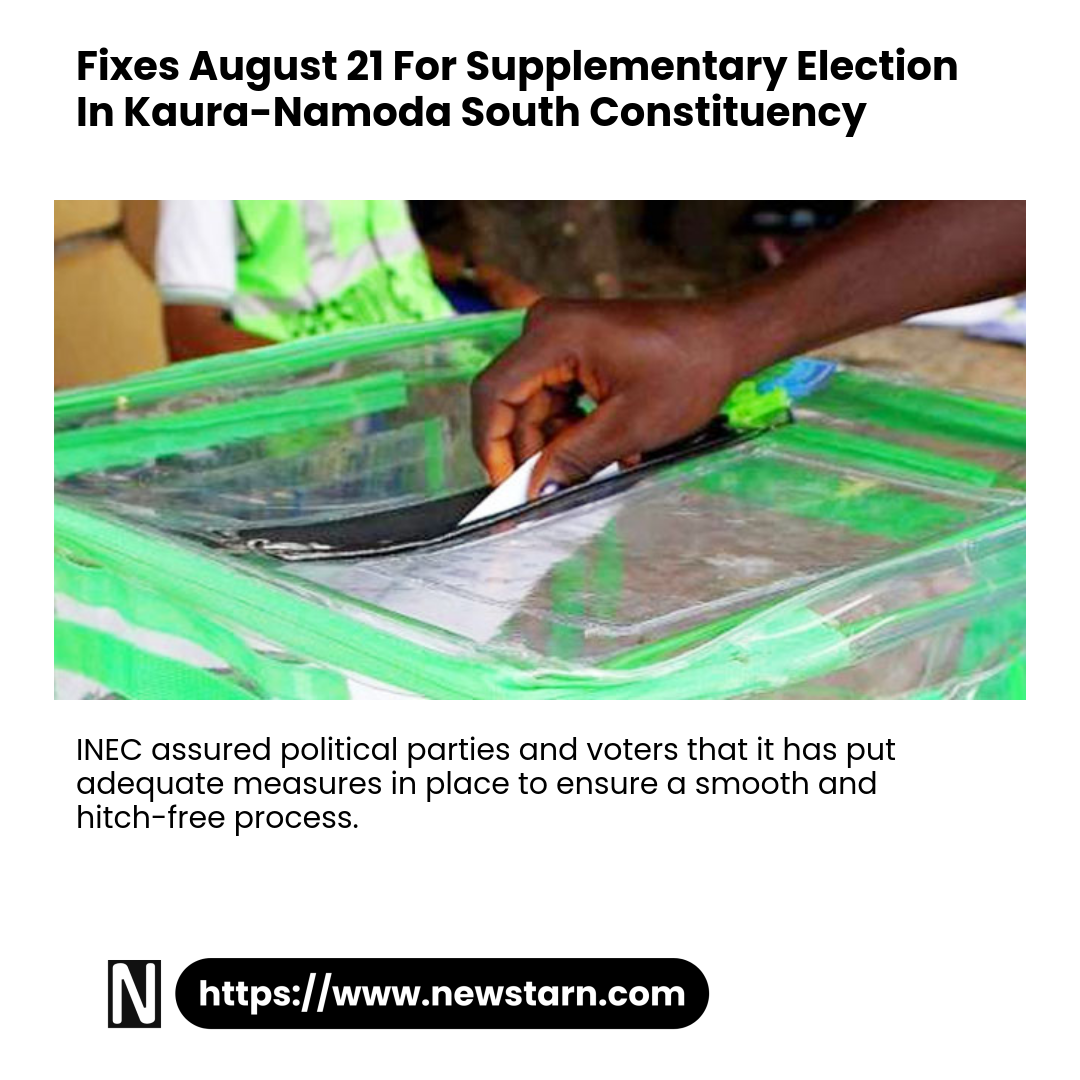 Fixes August 21 For Supplementary Election
In Kaura-Namoda South Constituency
INEC assured political parties and voters that it has put
adequate measures in place to ensure a smooth and
hitch-free process.
N
https://www.newstarn.com